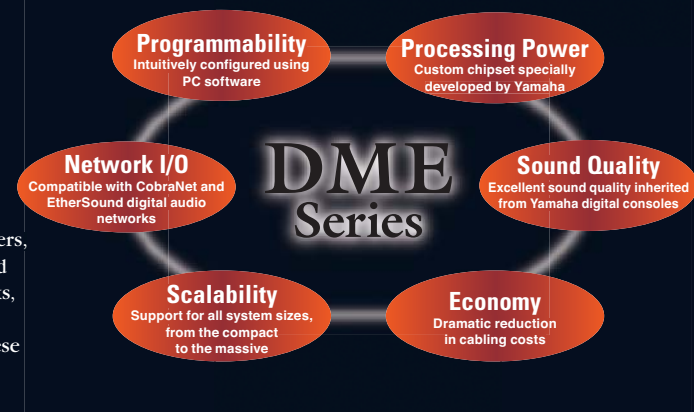 Programmability
Intuitively configured using
PC software
Processing Power
Custom chipset specially
developed by Yamaha
Network I/O
Compatible with CobraNet and
EtherSound digital audio
networks
DME
Series
Sound Quality
Excellent sound quality inherited
from Yamaha digital consoles
Scalability
Support for all system sizes,
from the compact
to the massive
Economy
Dramatic reduction
in cabling costs